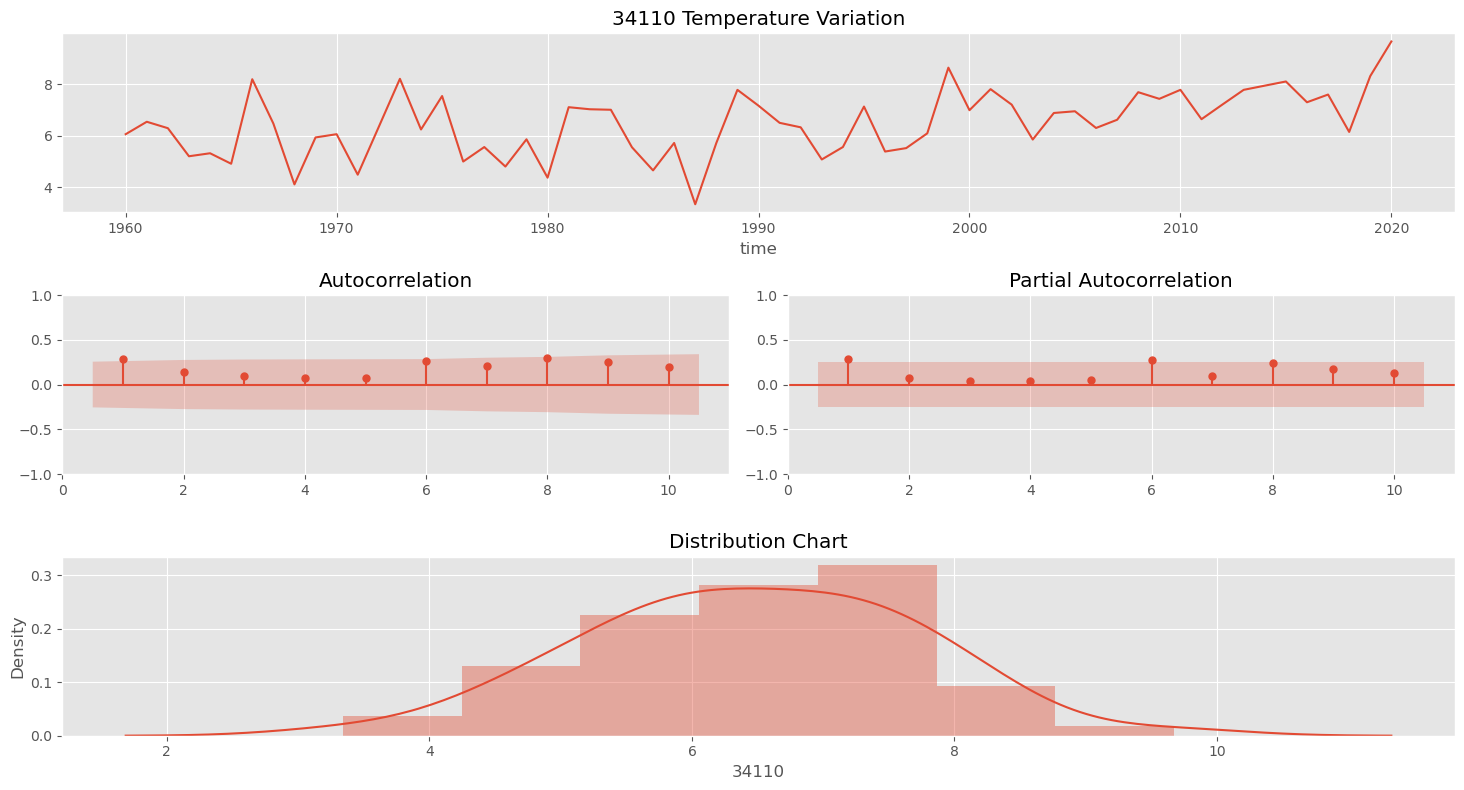 34110 Temperature Variation
8
6
4
1960 1970 1980 1990 2000 2010 2020
time
Autocorrelation
1.0
0.5
0.0
−0.5
−1.0
0 2 4 6 8 10
Partial Autocorrelation
1.0
0.5
0.0
−0.5
−1.0
0 2 4 6 8 10
Distribution Chart
Density
0.3
0.2
0.1
0.0
2 4 6 8 10
34110